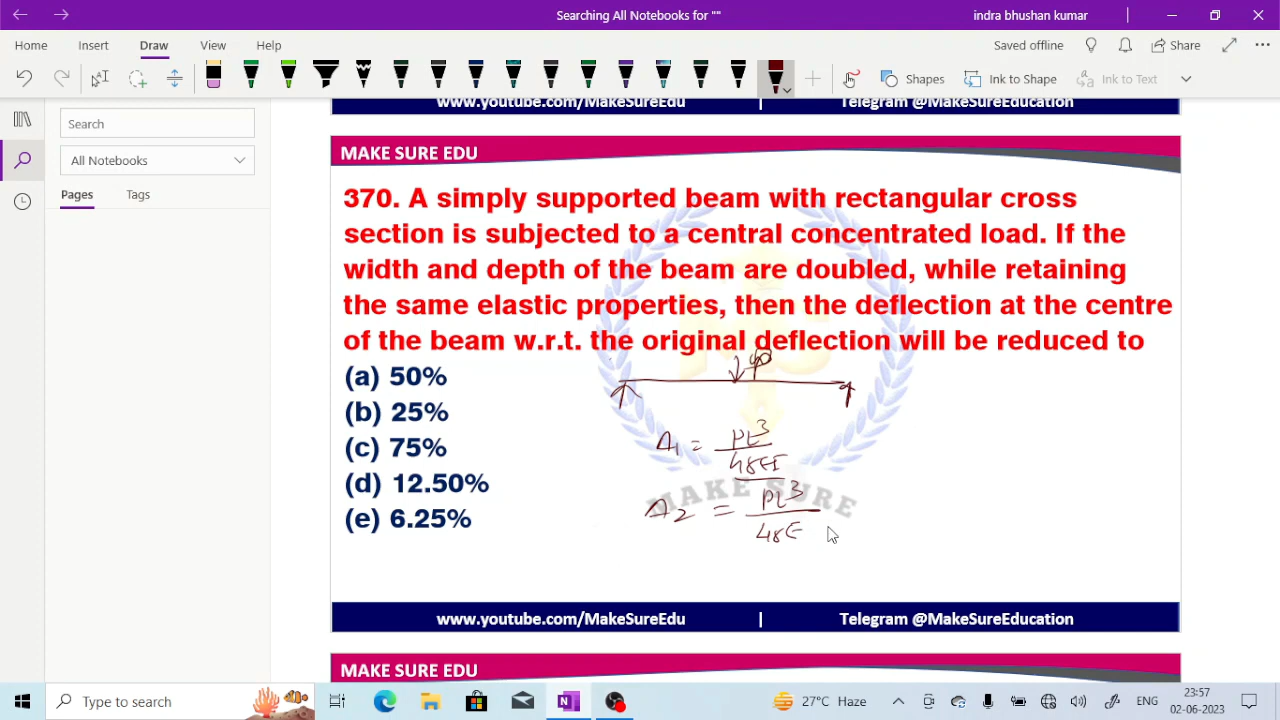 Searching All Notebooks for ""
indra bhushan kumar
Home Insert Draw View Help
Saved offline Share
Shapes Ink to Shape Ink to Text
www.youtube.com/MakeSureEdu | Telegram @MakeSureEducation
Search
All Notebooks
Pages Tags
MAKE SURE EDU
370. A simply supported beam with rectangular cross
section is subjected to a central concentrated load. If the
width and depth of the beam are doubled, while retaining
the same elastic properties, then the deflection at the centre
of the beam w.r.t. the original deflection will be reduced to
(a) 50%
(b) 25%
(c) 75%
(d) 12.50%
(e) 6.25%
Δ1 = PL3
48EI
MAKE SURE
Δ2 = PL3
48E
www.youtube.com/MakeSureEdu | Telegram @MakeSureEducation
MAKE SURE EDU
Type to search
27°C Haze
ENG
23:57
02-06-2023